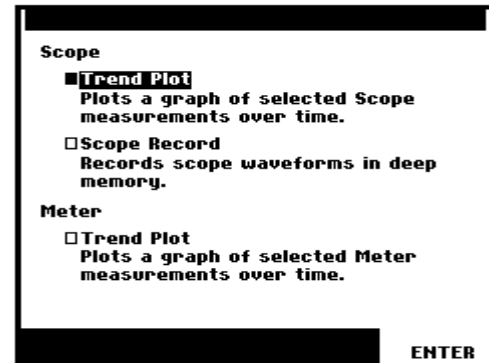 Scope
Trend Plot
Plots a graph of selected Scope
measurements over time.
Scope Record
Records scope waveforms in deep
memory.
Meter
Trend Plot
Plots a graph of selected Meter
measurements over time.
ENTER